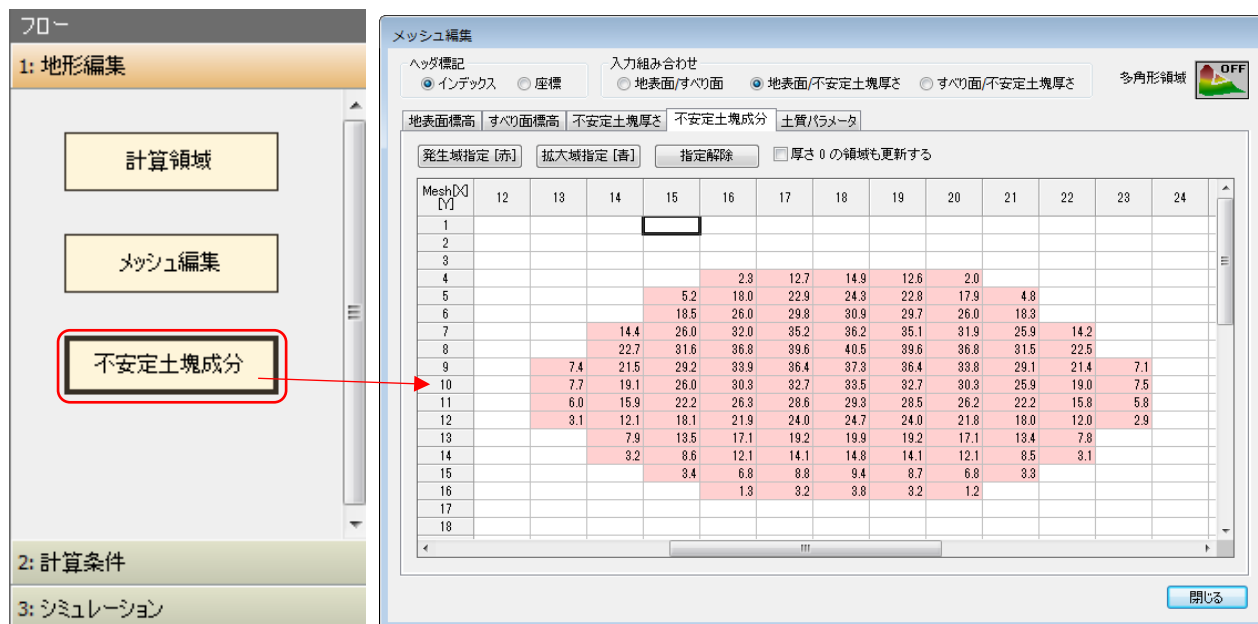 フロー
1: 地形編集
計算領域
メッシュ編集
不安定土塊成分
2: 計算条件
3: シミュレーション
メッシュ編集
ヘッダ標記 入力組み合わせ
インデックス 座標 地表面/すべり面 地表面/不安定土塊厚さ すべり面/不安定土塊厚さ 多角形領域 OFF
地表面標高 すべり面標高 不安定土塊厚さ 不安定土塊成分 土質パラメータ
発生域指定 [赤] 拡大域指定 [青] 指定解除 厚さ 0 の領域も更新する
Mesh[X] 12 13 14 15 16 17 18 19 20 21 22 23 24
[Y]
1
2
3
4 2.3 12.7 14.9 12.6 2.0
5 5.2 18.0 22.9 24.3 22.8 17.9 4.8
6 18.5 26.0 29.8 30.9 29.7 26.0 18.3
7 14.4 26.0 32.0 35.2 36.2 35.1 31.9 25.9 14.2
8 22.7 31.6 36.8 39.6 40.5 39.6 36.8 31.5 22.5
9 7.4 21.5 29.2 33.9 36.4 37.3 36.4 33.8 29.1 21.4 7.1
10 7.7 19.1 26.0 30.3 32.7 33.5 32.7 30.3 25.9 19.0 7.5
11 6.0 15.9 22.2 26.3 28.6 29.3 28.5 26.2 22.2 15.8 5.8
12 3.1 12.1 18.1 21.9 24.0 24.7 24.0 21.8 18.0 12.0 2.9
13 7.9 13.5 17.1 19.2 19.9 19.2 17.1 13.4 7.8
14 3.2 8.6 12.1 14.1 14.8 14.1 12.1 8.5 3.1
15 3.4 6.8 8.8 9.4 8.7 6.8 3.3
16 1.3 3.2 3.8 3.2 1.2
17
18
閉じる